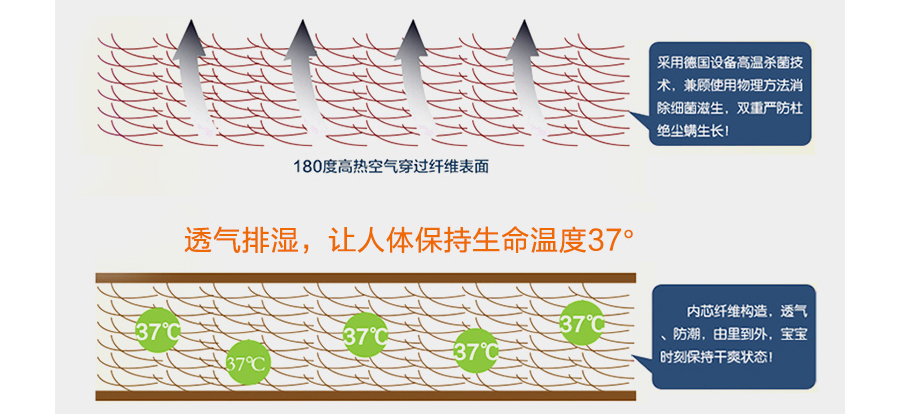 采用德国设备高温杀菌技
术，兼顾使用物理方法消
除细菌滋生，双重严防杜
绝尘螨生长！
180度高热空气穿过纤维表面
透气排湿，让人体保持生命温度37°
内芯纤维构造，透气
、防潮，由里到外，宝宝
时刻保持干爽状态！
37℃
37℃
37℃
37℃
37℃